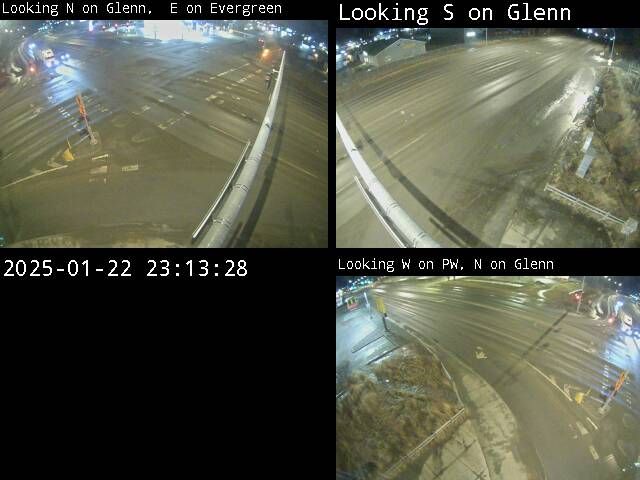 Looking N on Glenn, E on Evergreen
Looking S on Glenn
2025-01-22 23:13:28
Looking W on PW, N on Glenn